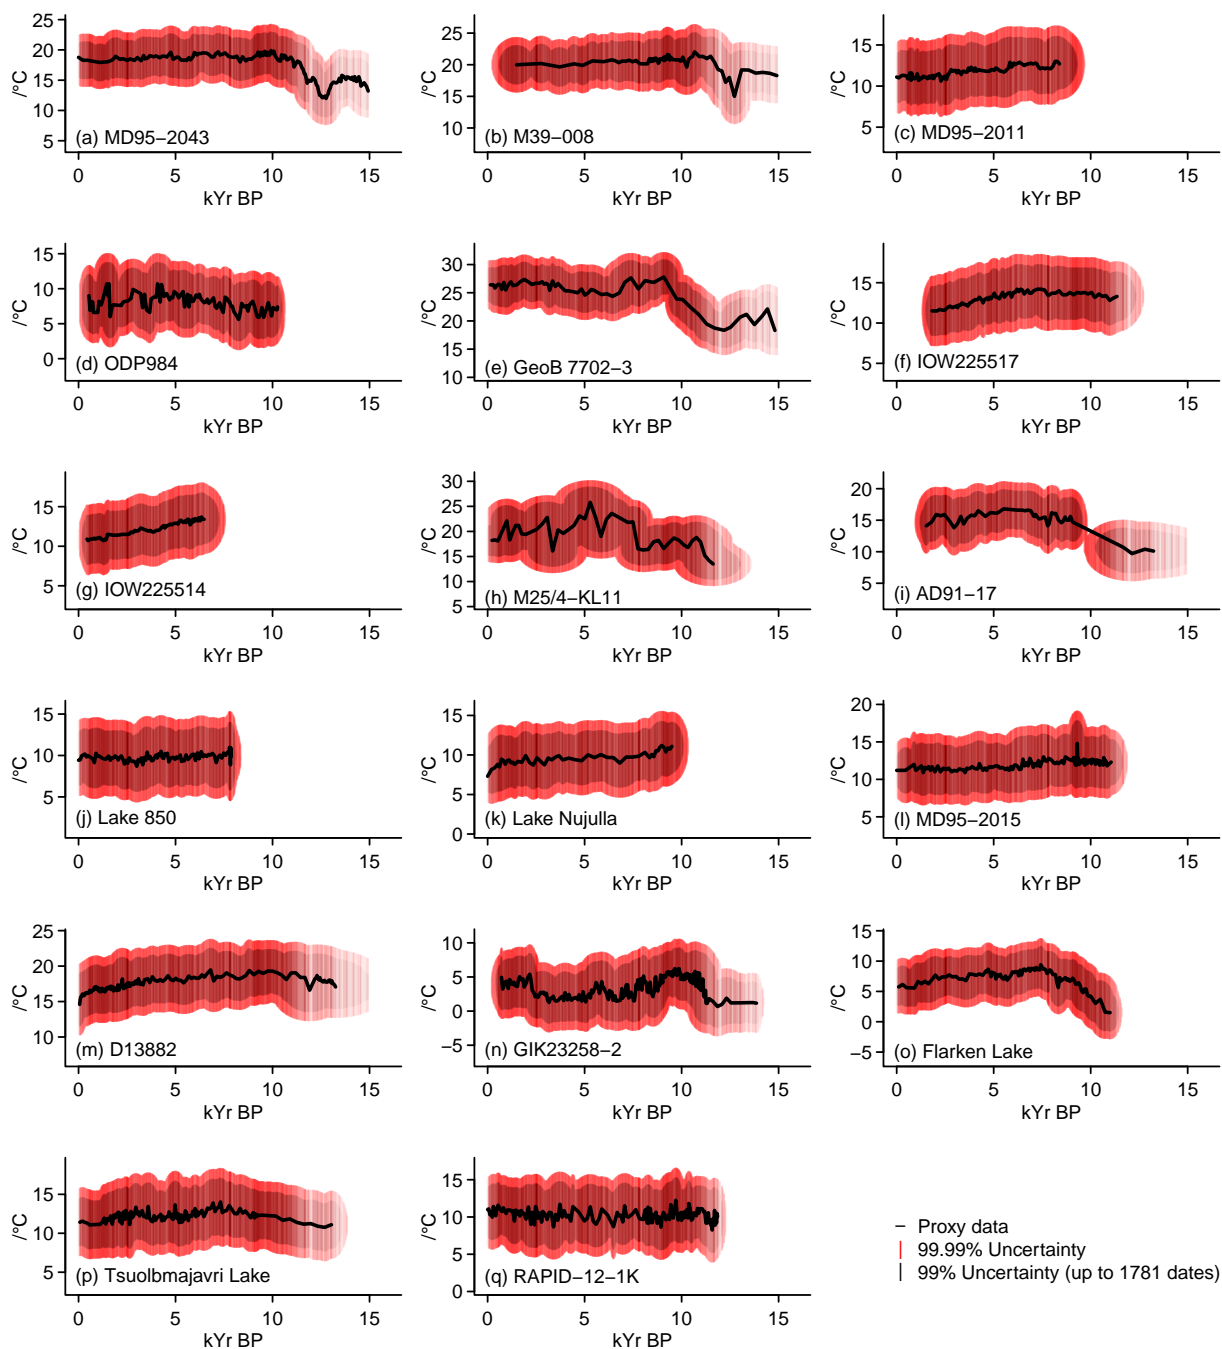 25
20
15
10
5
/°C
(a) MD95−2043
0 5 10 15
kYr BP
25
20
15
10
/°C
(b) M39−008
0 5 10 15
kYr BP
15
10
5
/°C
(c) MD95−2011
0 5 10 15
kYr BP
15
10
5
0
/°C
(d) ODP984
0 5 10 15
kYr BP
30
25
20
15
10
/°C
(e) GeoB 7702−3
0 5 10 15
kYr BP
15
10
5
/°C
(f) IOW225517
0 5 10 15
kYr BP
15
10
5
/°C
(g) IOW225514
0 5 10 15
kYr BP
30
25
20
15
10
5
/°C
(h) M25/4−KL11
0 5 10 15
kYr BP
20
15
10
5
/°C
(i) AD91−17
0 5 10 15
kYr BP
15
10
5
/°C
(j) Lake 850
0 5 10 15
kYr BP
15
10
5
0
/°C
(k) Lake Nujulla
0 5 10 15
kYr BP
20
15
10
5
/°C
(l) MD95−2015
0 5 10 15
kYr BP
25
20
15
10
/°C
(m) D13882
0 5 10 15
kYr BP
10
5
0
−5
/°C
(n) GIK23258−2
0 5 10 15
kYr BP
15
10
5
0
−5
/°C
(o) Flarken Lake
0 5 10 15
kYr BP
15
10
5
/°C
(p) Tsuolbmajavri Lake
0 5 10 15
kYr BP
15
10
5
0
/°C
(q) RAPID−12−1K
0 5 10 15
kYr BP
Proxy data
99.99% Uncertainty
99% Uncertainty (up to 1781 dates)